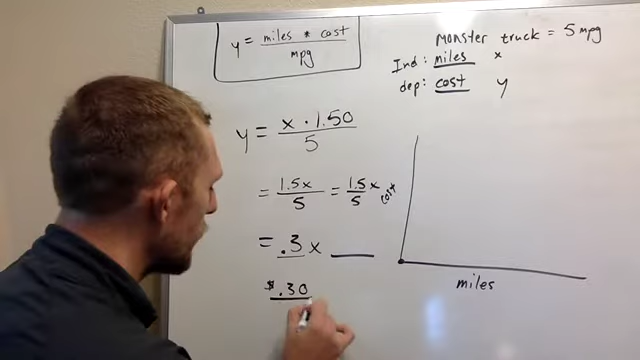 y = miles * cost / mpg
monster truck = 5 mpg
Ind: miles x
dep: cost y
y = x · 1.50 / 5
= 1.5x / 5 = 1.5 / 5 x
cost
= .3 x
$.30
miles